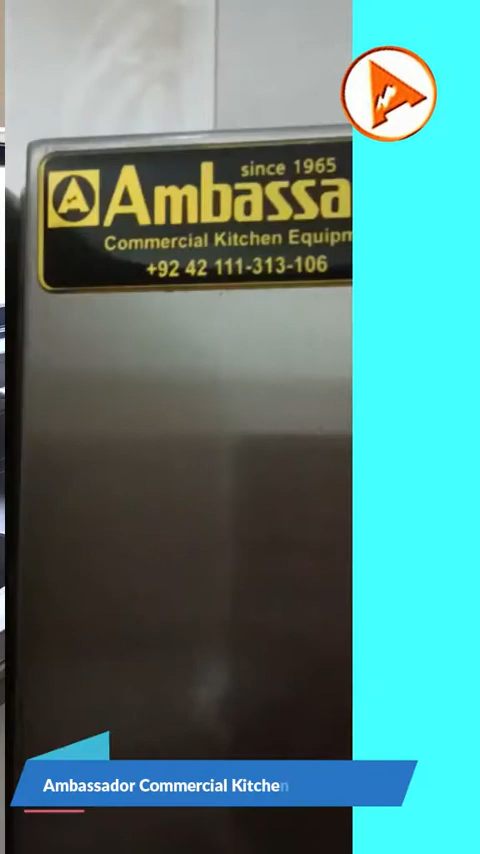 since 1965
Ambassa
Commercial Kitchen Equipm
+92 42 111-313-106
Ambassador Commercial Kitchen